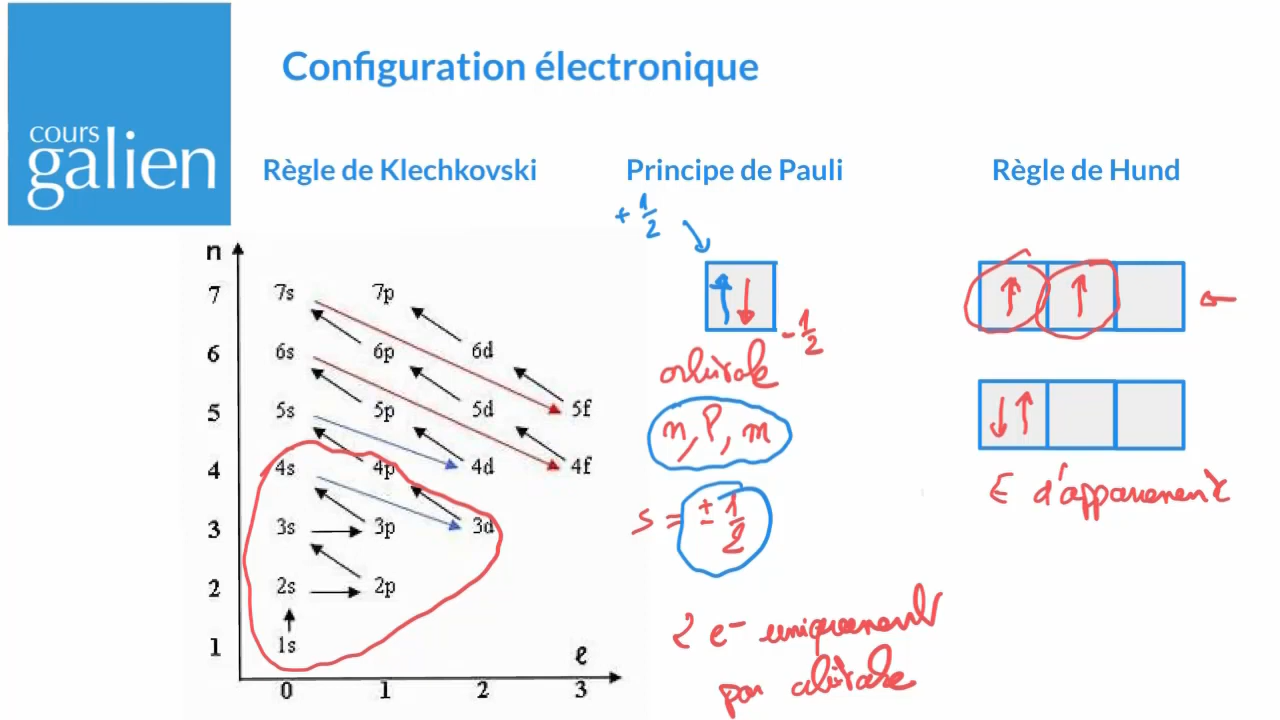 cours
galien
Configuration électronique
Règle de Klechkovski
n
7 7s 7p
6 6s 6p 6d
5 5s 5p 5d 5f
4 4s 4p 4d 4f
3 3s 3p 3d
2 2s 2p
1 1s
ℓ
0 1 2 3
Principe de Pauli
+ 1/2
- 1/2
orbitale
n, l, m
s = ± 1/2
2 e- uniquement
par orbitale
Règle de Hund
E d'appariement